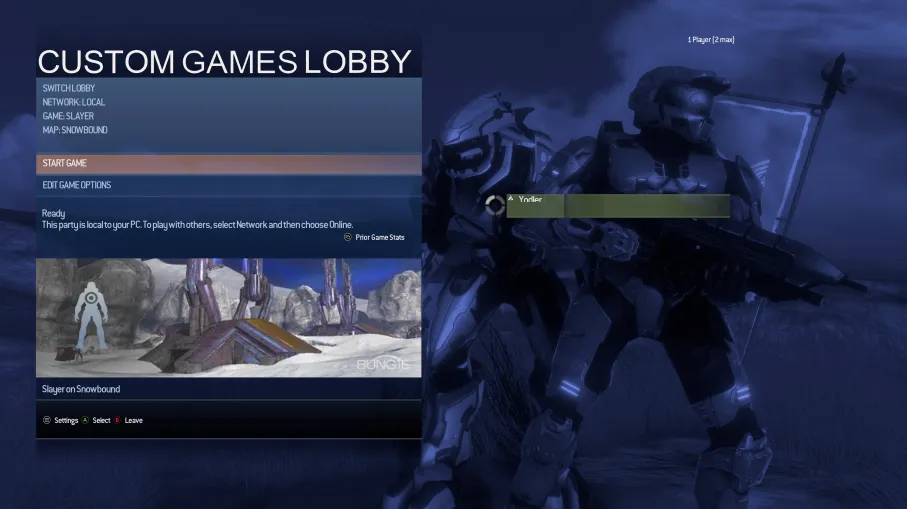 1 Player (2 max)
CUSTOM GAMES LOBBY
SWITCH LOBBY
NETWORK: LOCAL
GAME: SLAYER
MAP: SNOWBOUND
START GAME
EDIT GAME OPTIONS
Yodler
Ready
This party is local to your PC. To play with others, select Network and then choose Online.
Prior Game Stats
BUNGIE
Slayer on Snowbound
Settings A Select B Leave